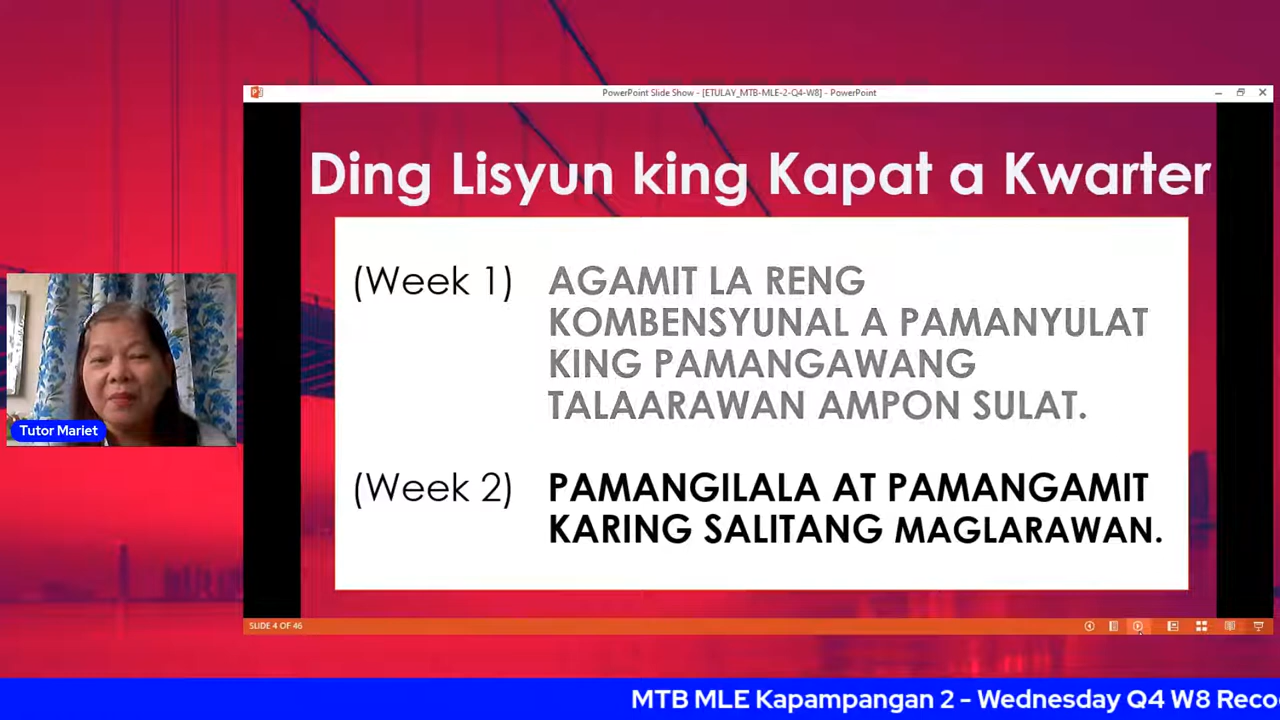 PowerPoint Slide Show - [ETULAY_MTB-MLE-2-Q4-W8] - PowerPoint
Ding Lisyun king Kapat a Kwarter
(Week 1) AGAMIT LA RENG
KOMBENSYUNAL A PAMANYULAT
KING PAMANGAWANG
TALAARAWAN AMPON SULAT.
(Week 2) PAMANGILALA AT PAMANGAMIT
KARING SALITANG MAGLARAWAN.
Tutor Mariet
SLIDE 4 OF 46
MTB MLE Kapampangan 2 - Wednesday Q4 W8 Reco